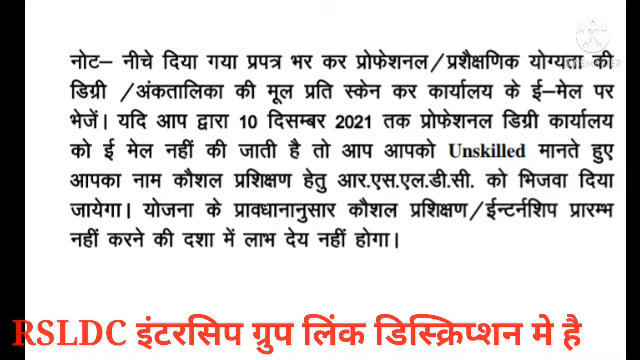 नोट– नीचे दिया गया प्रपत्र भर कर प्रोफेशनल/प्रशैक्षणिक योग्यता की
डिग्री /अंकतालिका की मूल प्रति स्केन कर कार्यालय के ई–मेल पर
भेजें। यदि आप द्वारा 10 दिसम्बर 2021 तक प्रोफेशनल डिग्री कार्यालय
को ई मेल नहीं की जाती है तो आप आपको Unskilled मानते हुए
आपका नाम कौशल प्रशिक्षण हेतु आर.एस.एल.डी.सी. को भिजवा दिया
जायेगा। योजना के प्रावधानानुसार कौशल प्रशिक्षण/ईन्टर्नशिप प्रारम्भ
नहीं करने की दशा में लाभ देय नहीं होगा।
RSLDC इंटरसिप ग्रुप लिंक डिस्क्रिप्शन मे है